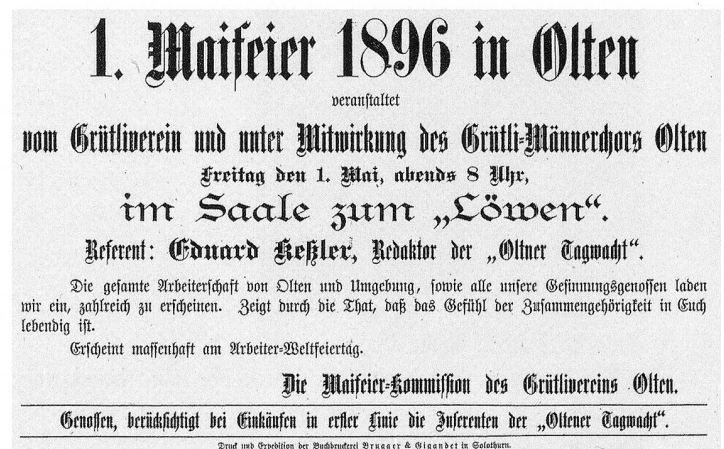 1. Maifeier 1896 in Olten
veranstaltet
vom Grütliverein und unter Mitwirkung des Grütli-Männerchors Olten
Freitag den 1. Mai, abends 8 Uhr,
im Saale zum „Löwen“.
Referent: Eduard Keßler, Redaktor der „Oltner Tagwacht“.
Die gesamte Arbeiterschaft von Olten und Umgebung, sowie alle unsere Gesinnungsgenossen laden
wir ein, zahlreich zu erscheinen. Zeigt durch die That, daß das Gefühl der Zusammengehörigkeit in Euch
lebendig ist.
Erscheint massenhaft am Arbeiter-Weltfeiertag.
Die Maifeier-Kommission des Grütlivereins Olten.
Genossen, berücksichtigt bei Einkäufen in erster Linie die Inserenten der „Oltener Tagwacht“.
Druck und Expedition der Buchdruckerei Brugger & Gigandet in Solothurn.